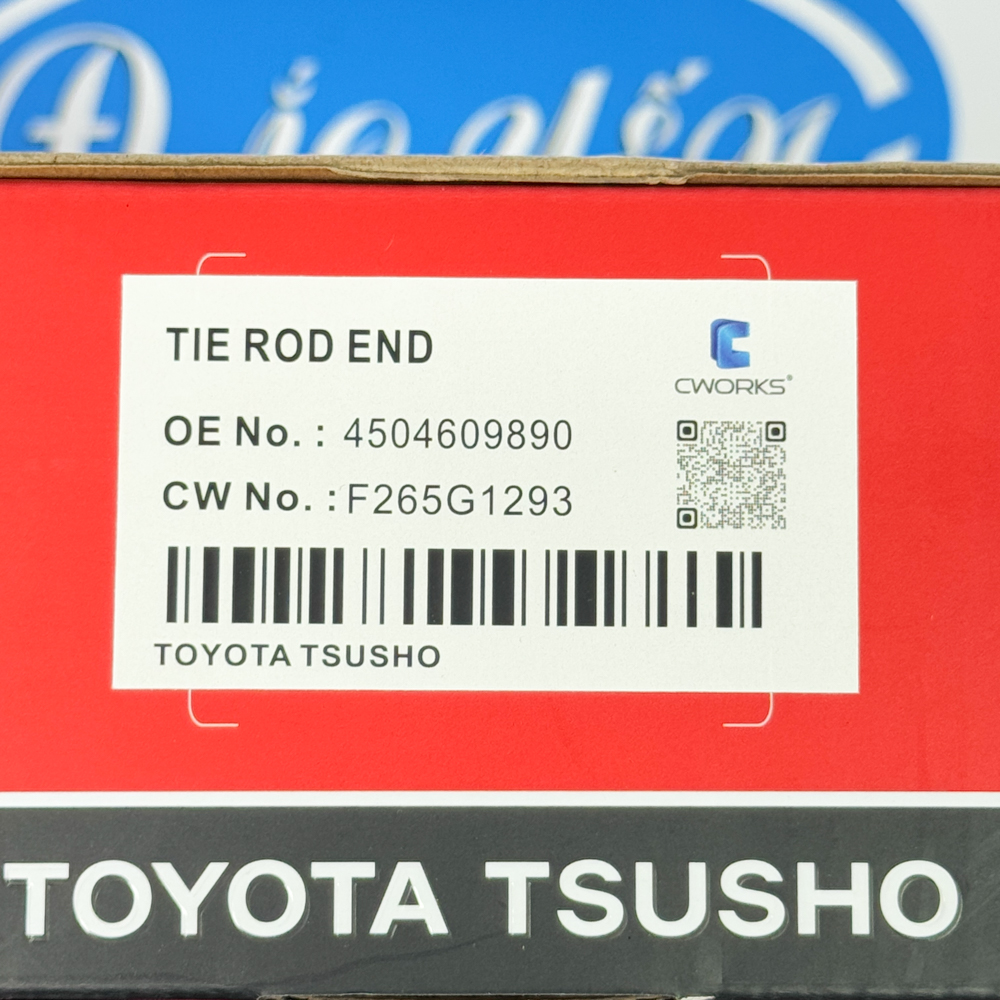 TIE ROD END
CWORKS®
OE No. : 4504609890
CW No. : F265G1293
TOYOTA TSUSHO
TOYOTA TSUSHO